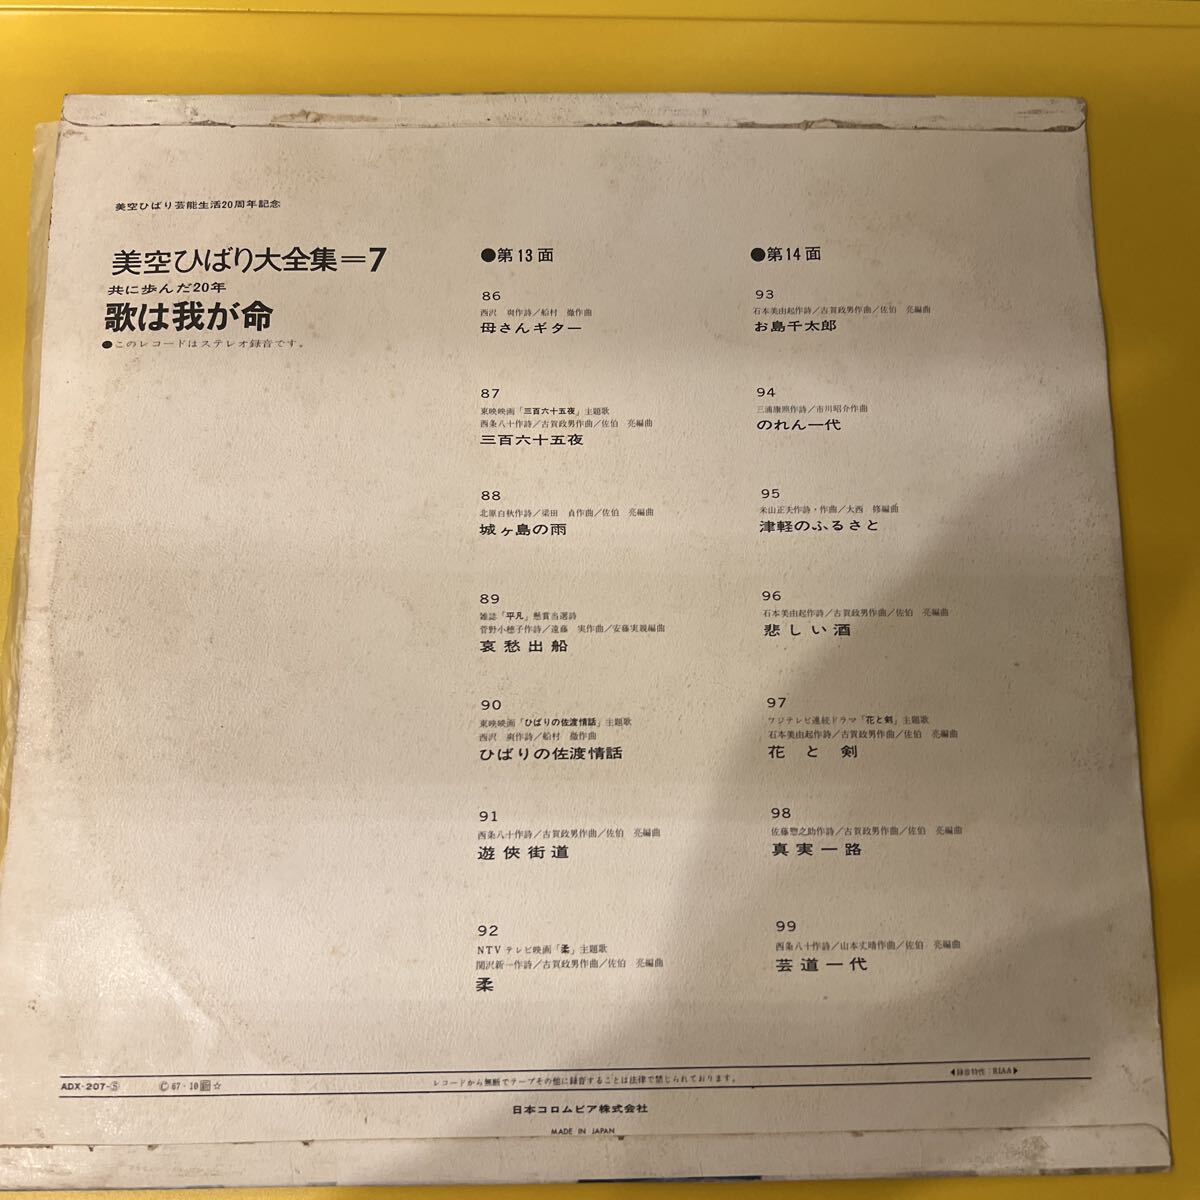 美空ひばり芸能生活20周年記念
美空ひばり大全集=7
共に歩んだ20年
歌は我が命
●このレコードはステレオ録音です。
●第13面
86
西沢 爽作詩/船村 徹作曲
母さんギター
87
東映映画「三百六十五夜」主題歌
西条八十作詩/古賀政男作曲/佐伯 亮編曲
三百六十五夜
88
北原白秋作詩/梁田 貞作曲/佐伯 亮編曲
城ヶ島の雨
89
雑誌「平凡」懸賞当選詩
菅野小穂子作詩/遠藤 実作曲/安藤実親編曲
哀愁出船
90
東映映画「ひばりの佐渡情話」主題歌
西沢 爽作詩/船村 徹作曲
ひばりの佐渡情話
91
西条八十作詩/古賀政男作曲/佐伯 亮編曲
遊侠街道
92
NTVテレビ映画「柔」主題歌
関沢新一作詩/古賀政男作曲/佐伯 亮編曲
柔
●第14面
93
石本美由起作詩/古賀政男作曲/佐伯 亮編曲
お島千太郎
94
三浦康照作詩/市川昭介作曲
のれん一代
95
米山正夫作詩・作曲/大西 修編曲
津軽のふるさと
96
石本美由起作詩/古賀政男作曲/佐伯 亮編曲
悲しい酒
97
フジテレビ連続ドラマ「花と剣」主題歌
石本美由起作詩/古賀政男作曲/佐伯 亮編曲
花と剣
98
佐藤惣之助作詩/古賀政男作曲/佐伯 亮編曲
真実一路
99
西条八十作詩/山本丈晴作曲/佐伯 亮編曲
芸道一代
ADX-207-Ⓢ Ⓒ67・10 ☆
レコードから無断でテープその他に録音することは法律で禁じられております。
◀録音特性:RIAA▶
日本コロムビア株式会社
MADE IN JAPAN